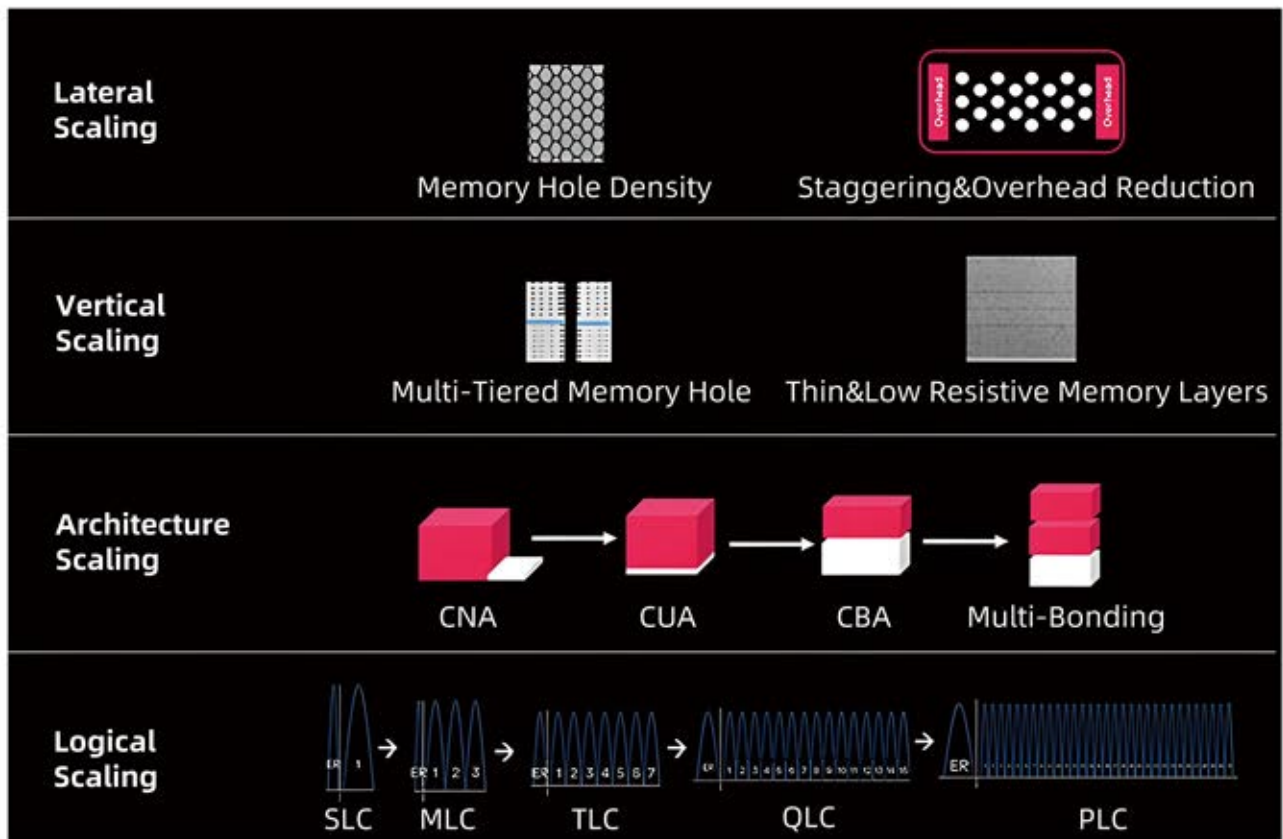 Lateral
Scaling
Overhead
Overhead
Memory Hole Density
Staggering&Overhead Reduction
Vertical
Scaling
Multi-Tiered Memory Hole
Thin&Low Resistive Memory Layers
Architecture
Scaling
CNA
CUA
CBA
Multi-Bonding
Logical
Scaling
ER 1
ER 1 2 3
ER 1 2 3 4 5 6 7
ER 1 2 3 4 5 6 7 8 9 10 11 12 13 14 15
ER
SLC
MLC
TLC
QLC
PLC